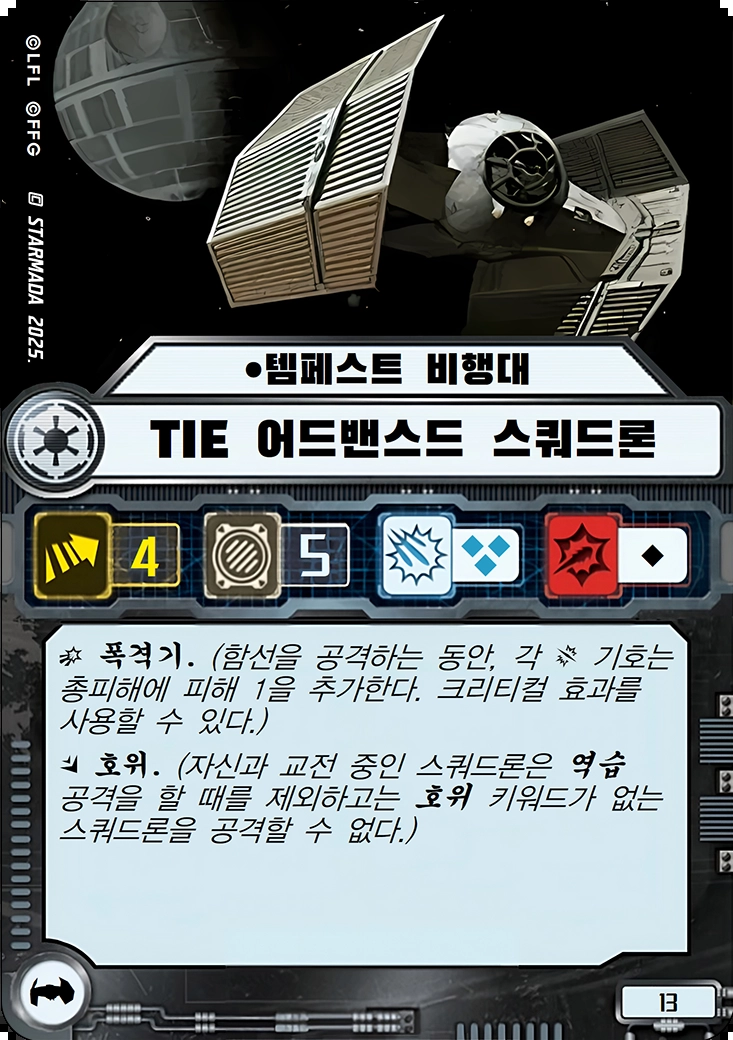 ©LFL ©FFG
STARMADA 2025.
•템페스트 비행대
TIE 어드밴스드 스쿼드론
4
5
폭격기. (함선을 공격하는 동안, 각 기호는
총피해에 피해 1을 추가한다. 크리티컬 효과를
사용할 수 있다.)
호위. (자신과 교전 중인 스쿼드론은 역습
공격을 할 때를 제외하고는 호위 키워드가 없는
스쿼드론을 공격할 수 없다.)
13